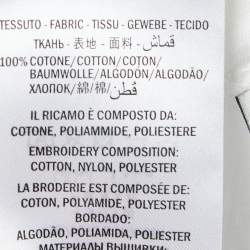 TESSUTO - FABRIC - TISSU - GEWEBE - TECIDO
ТКАНЬ - 表地 - 面料 - قماش
100% COTONE/COTTON/COTON/
BAUMWOLLE/ALGODÓN/ALGODÃO/
ХЛОПОК/綿/棉/قطن
IL RICAMO È COMPOSTO DA:
COTONE, POLIAMMIDE, POLIESTERE
EMBROIDERY COMPOSITION:
COTTON, NYLON, POLYESTER
LA BRODERIE EST COMPOSÉE DE:
COTON, POLYAMIDE, POLYESTER
BORDADO:
ALGODÃO, POLIAMIDA, POLIESTER
МАТЕРИАЛЫ ВЫШИВКИ: